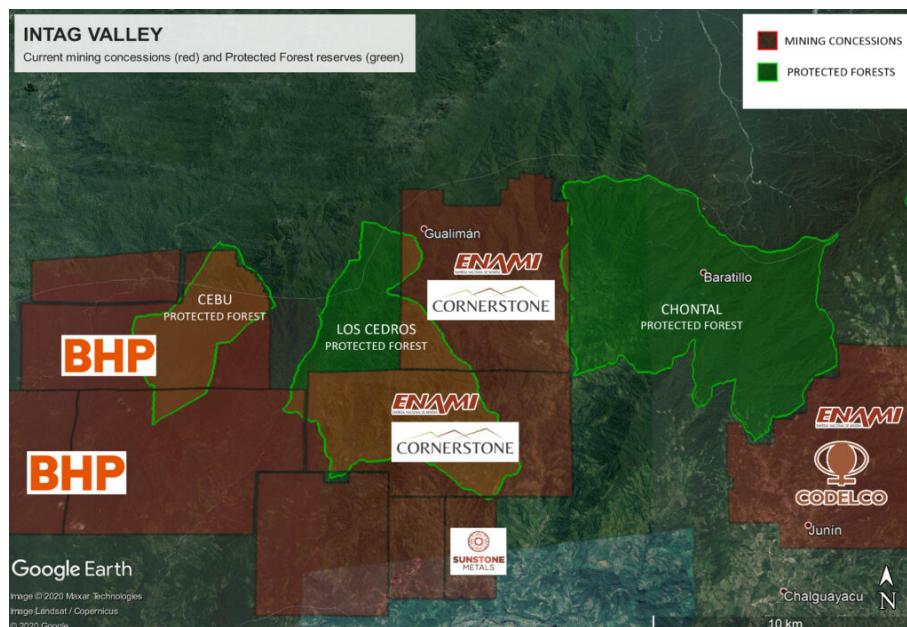 INTAG VALLEY
Current mining concessions (red) and Protected Forest reserves (green)
MINING CONCESSIONS
PROTECTED FORESTS
Gualimán
ENAMI
CORNERSTONE
Baratillo
CEBU
PROTECTED FOREST
LOS CEDROS
PROTECTED FOREST
CHONTAL
PROTECTED FOREST
BHP
ENAMI
CORNERSTONE
ENAMI
BHP
CODELCO
Junín
SUNSTONE
METALS
Google Earth
Image © 2020 Maxar Technologies
Image Landsat / Copernicus
© 2020 Google
Chalguayacu
N
10 km